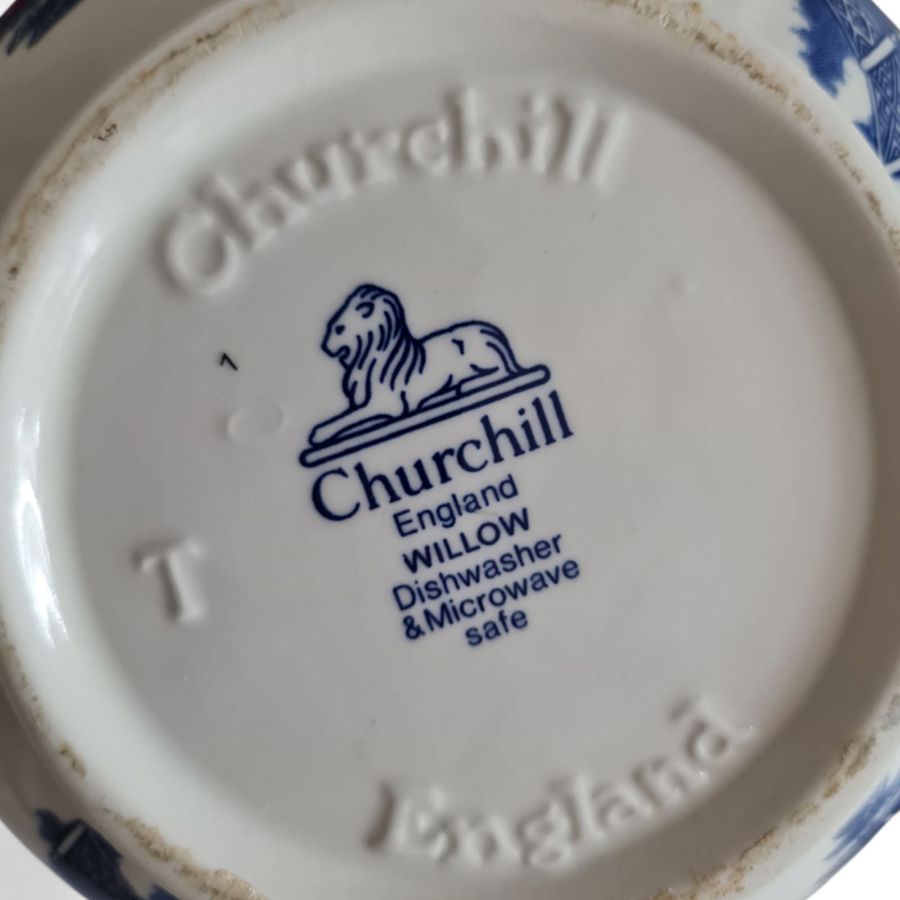 Churchill
Churchill
England
WILLOW
Dishwasher
&Microwave
safe
T
England